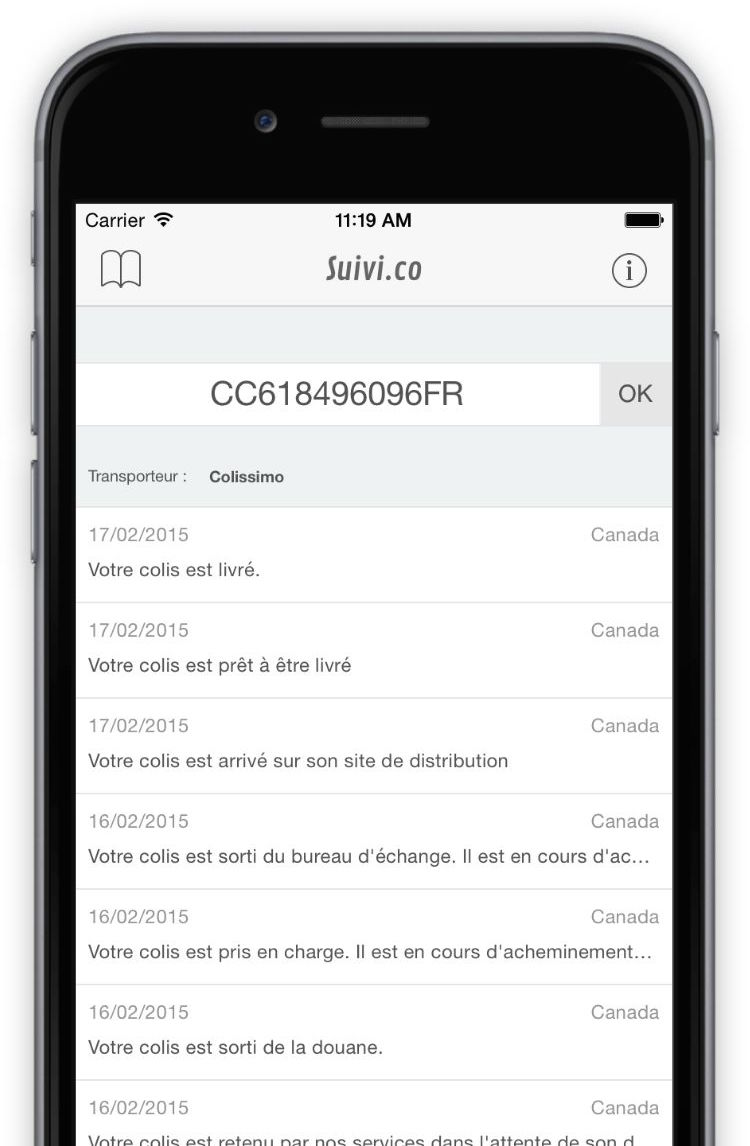 Carrier 11:19 AM
Suivi.co
CC618496096FR OK
Transporteur : Colissimo
17/02/2015 Canada
Votre colis est livré.
17/02/2015 Canada
Votre colis est prêt à être livré
17/02/2015 Canada
Votre colis est arrivé sur son site de distribution
16/02/2015 Canada
Votre colis est sorti du bureau d'échange. Il est en cours d'ac...
16/02/2015 Canada
Votre colis est pris en charge. Il est en cours d'acheminement...
16/02/2015 Canada
Votre colis est sorti de la douane.
16/02/2015 Canada
Votre colis est retenu par nos services dans l'attente de son d